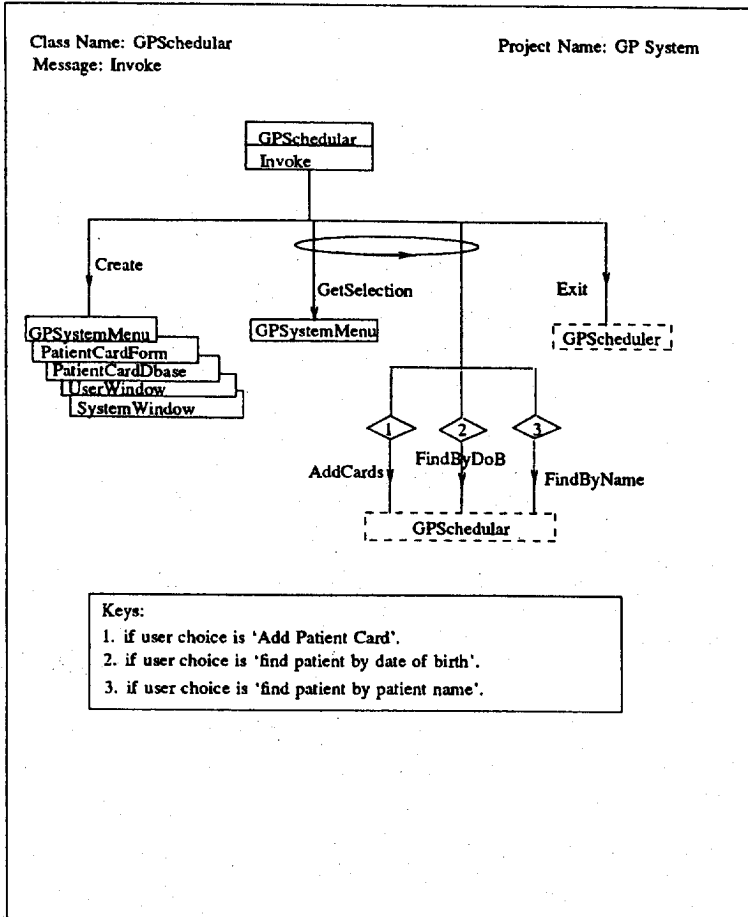 Class Name: GPSchedular
Project Name: GP System
Message: Invoke
GPSchedular
Invoke
Create
GetSelection
Exit
GPSystemMenu
PatientCardForm
PatientCardDbase
UserWindow
SystemWindow
GPSystemMenu
GPScheduler
1
2
3
AddCards
FindByDoB
FindByName
GPSchedular
Keys:
1. if user choice is ‘Add Patient Card’.
2. if user choice is ‘find patient by date of birth’.
3. if user choice is ‘find patient by patient name’.